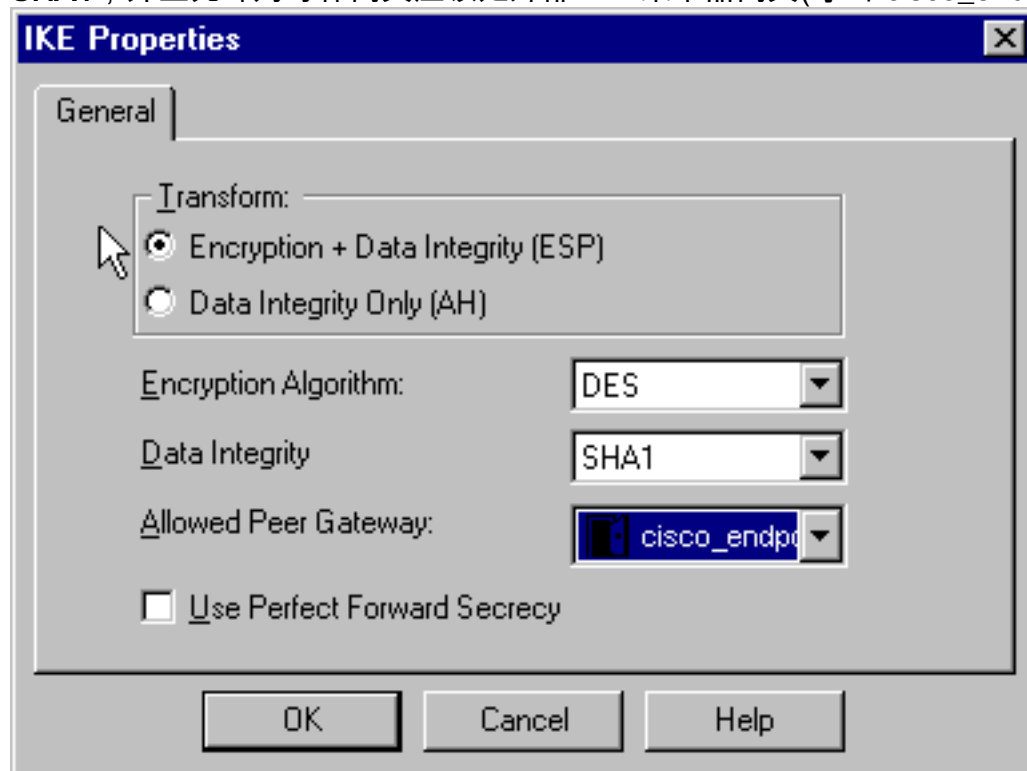 IKE Properties
General
Transform:
Encryption + Data Integrity (ESP)
Data Integrity Only (AH)
Encryption Algorithm:
DES
Data Integrity
SHA1
Allowed Peer Gateway:
cisco_endpo
Use Perfect Forward Secrecy
OK
Cancel
Help